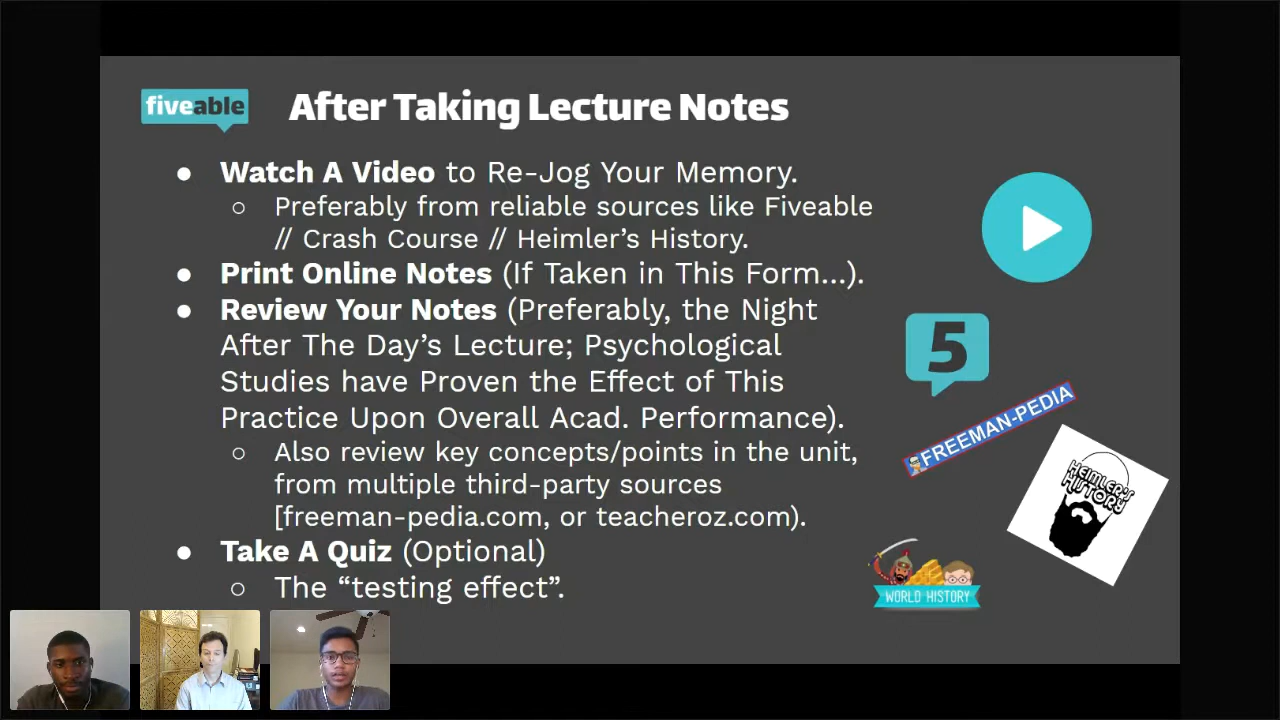 fiveable
After Taking Lecture Notes
● Watch A Video to Re-Jog Your Memory.
○ Preferably from reliable sources like Fiveable
// Crash Course // Heimler's History.
● Print Online Notes (If Taken in This Form...).
● Review Your Notes (Preferably, the Night
After The Day's Lecture; Psychological
Studies have Proven the Effect of This
Practice Upon Overall Acad. Performance).
○ Also review key concepts/points in the unit,
from multiple third-party sources
[freeman-pedia.com, or teacheroz.com).
● Take A Quiz (Optional)
○ The “testing effect”.
5
FREEMAN-PEDIA
HEIMLER'S
HISTORY
WORLD HISTORY